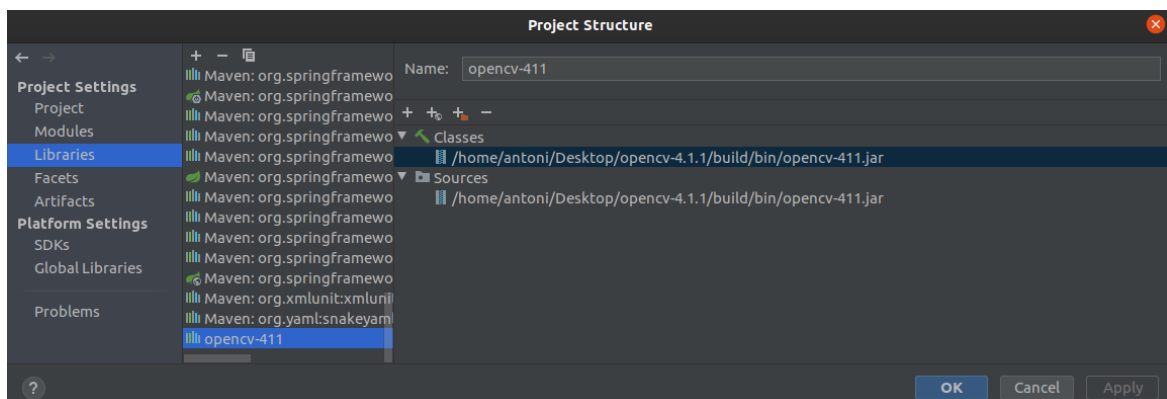 Project Structure
Project Settings
Project
Modules
Libraries
Facets
Artifacts
Platform Settings
SDKs
Global Libraries
Problems
Maven: org.springframewo
Maven: org.springframewo
Maven: org.springframewo
Maven: org.springframewo
Maven: org.springframewo
Maven: org.springframewo
Maven: org.springframewo
Maven: org.springframewo
Maven: org.springframewo
Maven: org.springframewo
Maven: org.springframewo
Maven: org.xmlunit:xmluni
Maven: org.yaml:snakeyaml
opencv-411
Name: opencv-411
Classes
/home/antoni/Desktop/opencv-4.1.1/build/bin/opencv-411.jar
Sources
/home/antoni/Desktop/opencv-4.1.1/build/bin/opencv-411.jar
?
OK Cancel Apply